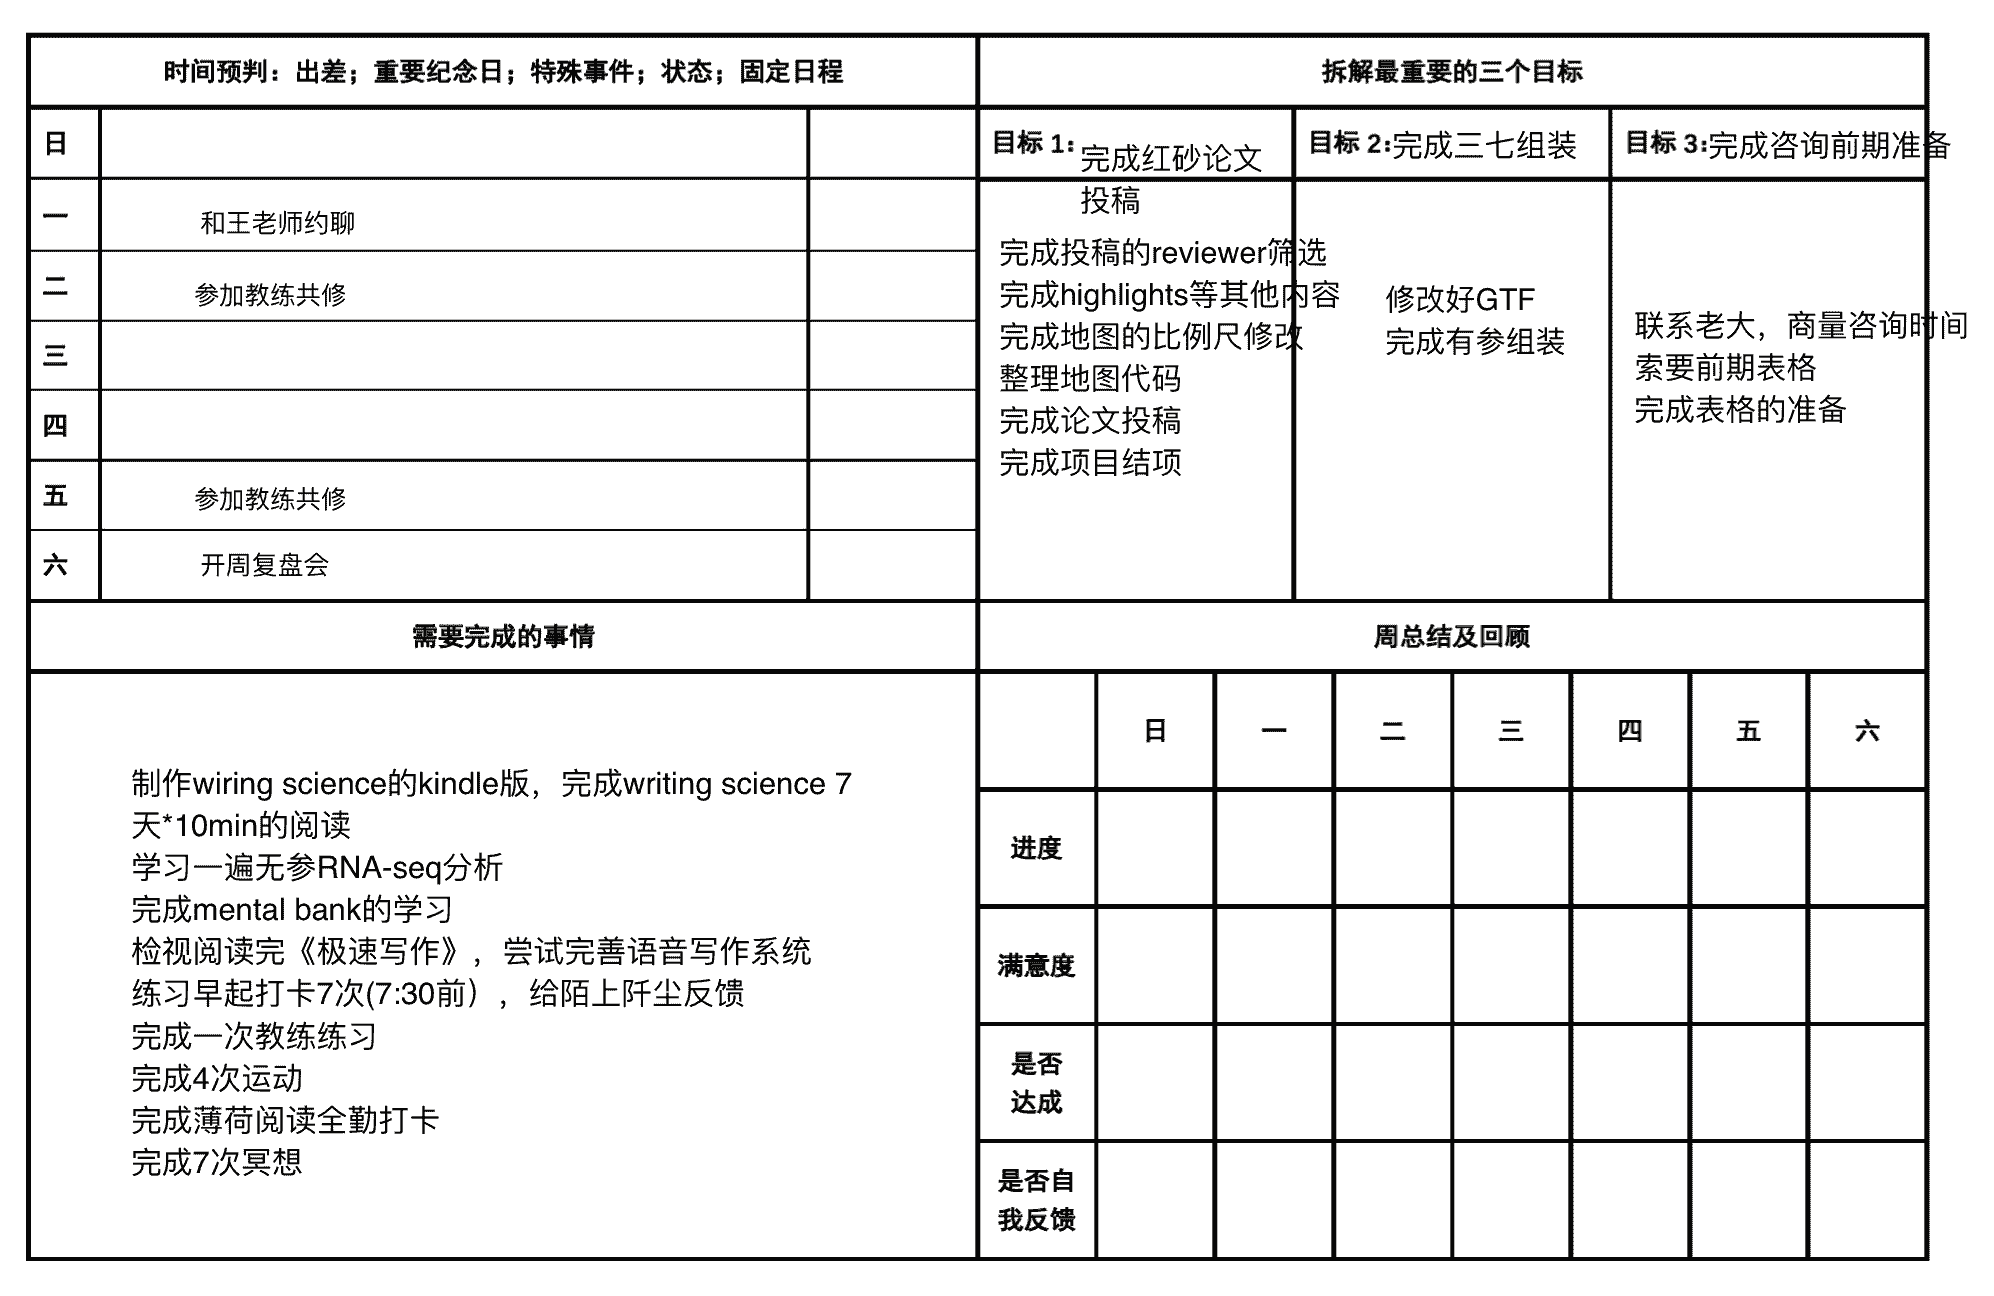 时间预判：出差；重要纪念日；特殊事件；状态；固定日程
拆解最重要的三个目标
日
目标 1：完成红砂论文
投稿
目标 2：完成三七组装
目标 3：完成咨询前期准备
一
和王老师约聊
二
参加教练共修
三
四
五
参加教练共修
六
开周复盘会
完成投稿的reviewer筛选
完成highlights等其他内容
完成地图的比例尺修改
整理地图代码
完成论文投稿
完成项目结项
修改好GTF
完成有参组装
联系老大，商量咨询时间
索要前期表格
完成表格的准备
需要完成的事情
周总结及回顾
制作wiring science的kindle版，完成writing science 7
天*10min的阅读
学习一遍无参RNA-seq分析
完成mental bank的学习
检视阅读完《极速写作》，尝试完善语音写作系统
练习早起打卡7次(7:30前），给陌上阡尘反馈
完成一次教练练习
完成4次运动
完成薄荷阅读全勤打卡
完成7次冥想
日 一 二 三 四 五 六
进度
满意度
是否
达成
是否自
我反馈